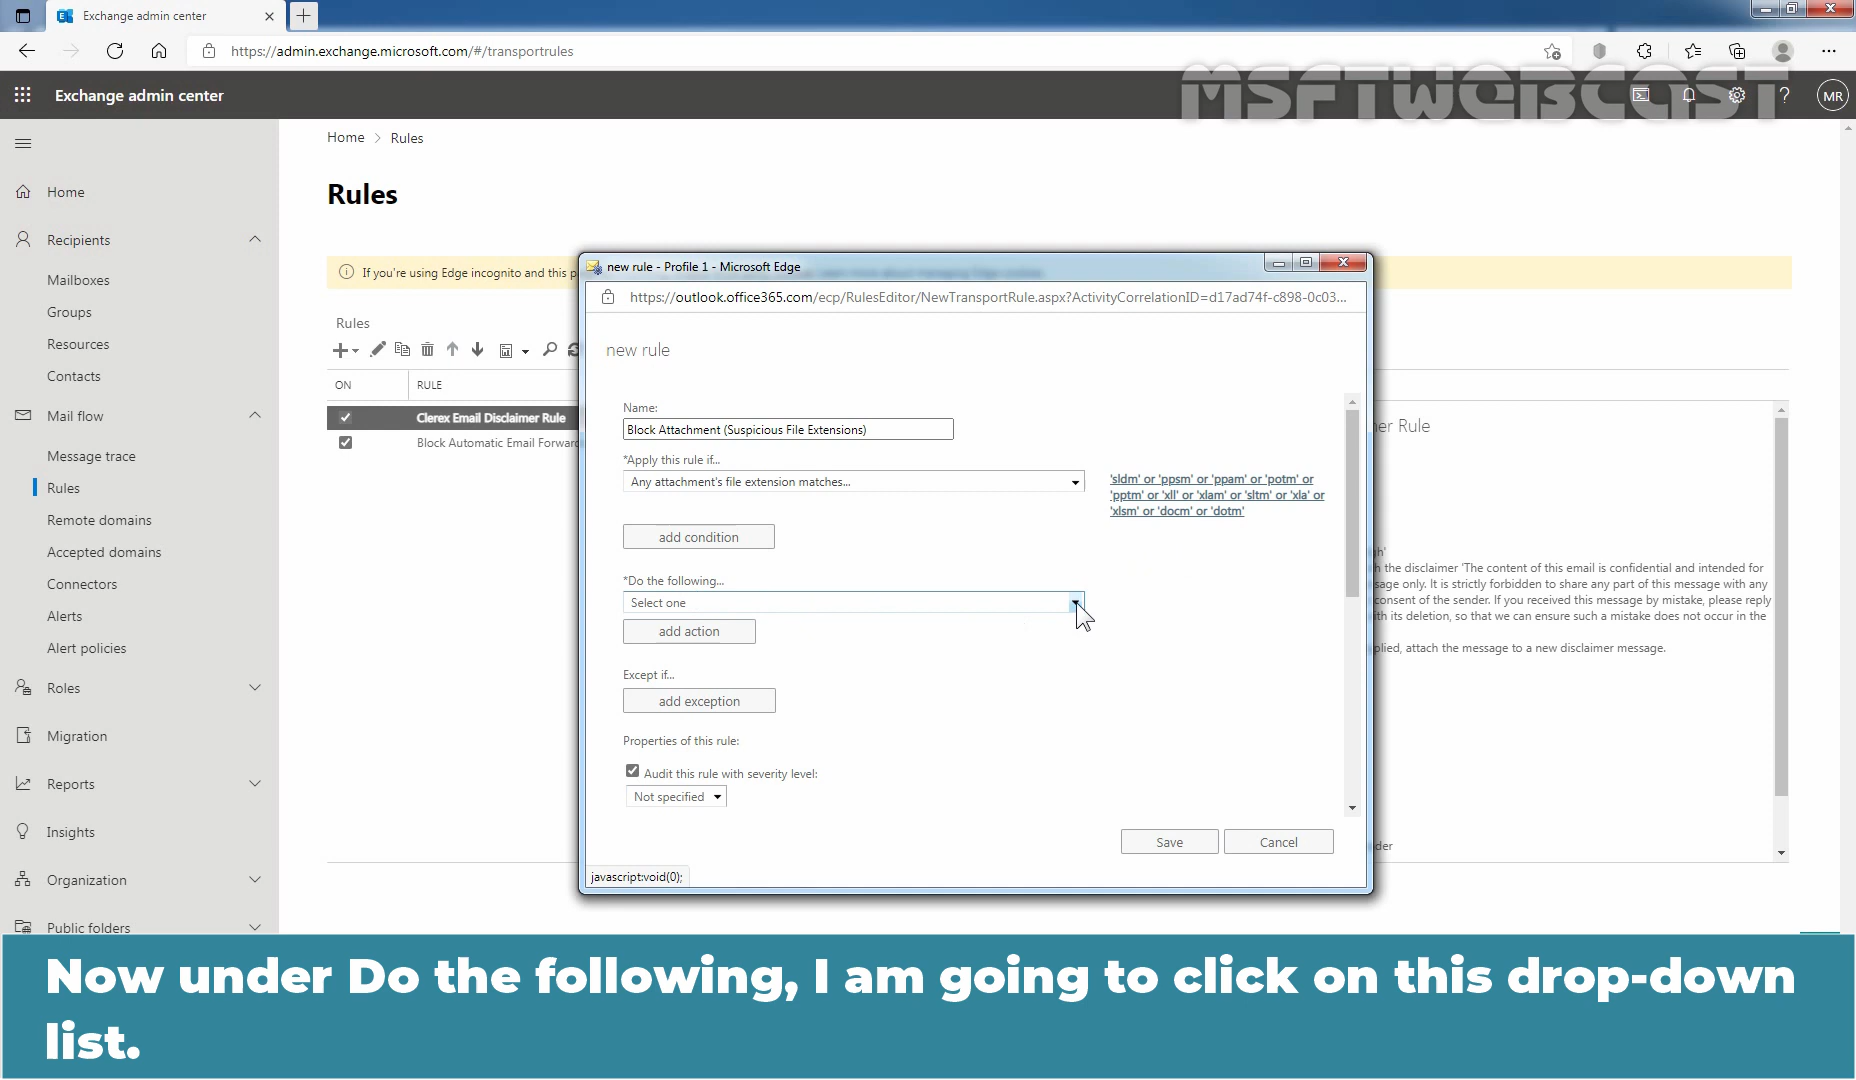 Exchange admin center
https://admin.exchange.microsoft.com/#/transportrules
MSFTWEBCAST
Exchange admin center
MR
Home > Rules
Rules
Home
Recipients
Mailboxes
Groups
Resources
Contacts
Mail flow
Message trace
Rules
Remote domains
Accepted domains
Connectors
Alerts
Alert policies
Roles
Migration
Reports
Insights
Organization
Public folders
If you're using Edge incognito and this p
Rules
ON RULE
Clerex Email Disclaimer Rule
Block Automatic Email Forward
new rule - Profile 1 - Microsoft Edge
https://outlook.office365.com/ecp/RulesEditor/NewTransportRule.aspx?ActivityCorrelationID=d17ad74f-c898-0c03...
new rule
Name:
Block Attachment (Suspicious File Extensions)
*Apply this rule if...
Any attachment's file extension matches...
'sldm' or 'ppsm' or 'ppam' or 'potm' or
'pptm' or 'xll' or 'xlam' or 'sltm' or 'xla' or
'xlsm' or 'docm' or 'dotm'
add condition
*Do the following...
Select one
add action
Except if...
add exception
Properties of this rule:
Audit this rule with severity level:
Not specified
Save
Cancel
javascript:void(0);
er Rule
gh'
h the disclaimer 'The content of this email is confidential and intended for
sage only. It is strictly forbidden to share any part of this message with any
consent of the sender. If you received this message by mistake, please reply
ith its deletion, so that we can ensure such a mistake does not occur in the
plied, attach the message to a new disclaimer message.
der
Now under Do the following, I am going to click on this drop-down
list.